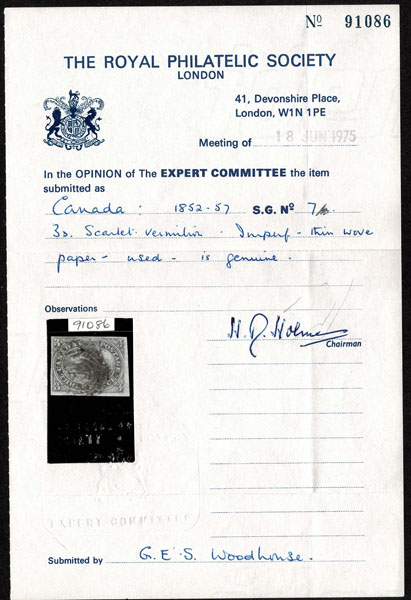 No 91086
THE ROYAL PHILATELIC SOCIETY
LONDON
41, Devonshire Place,
London, W1N 1PE
Meeting of 18 JUN 1975
In the OPINION of The EXPERT COMMITTEE the item
submitted as
Canada: 1852-57 S.G. No 7
3d. Scarlet-vermilion. Imperf - thin wove
paper - used - is genuine.
Observations
91086
H. D. Holmes
Chairman
EXPERT COMMITTEE
Submitted by G.E.S. Woodhouse.